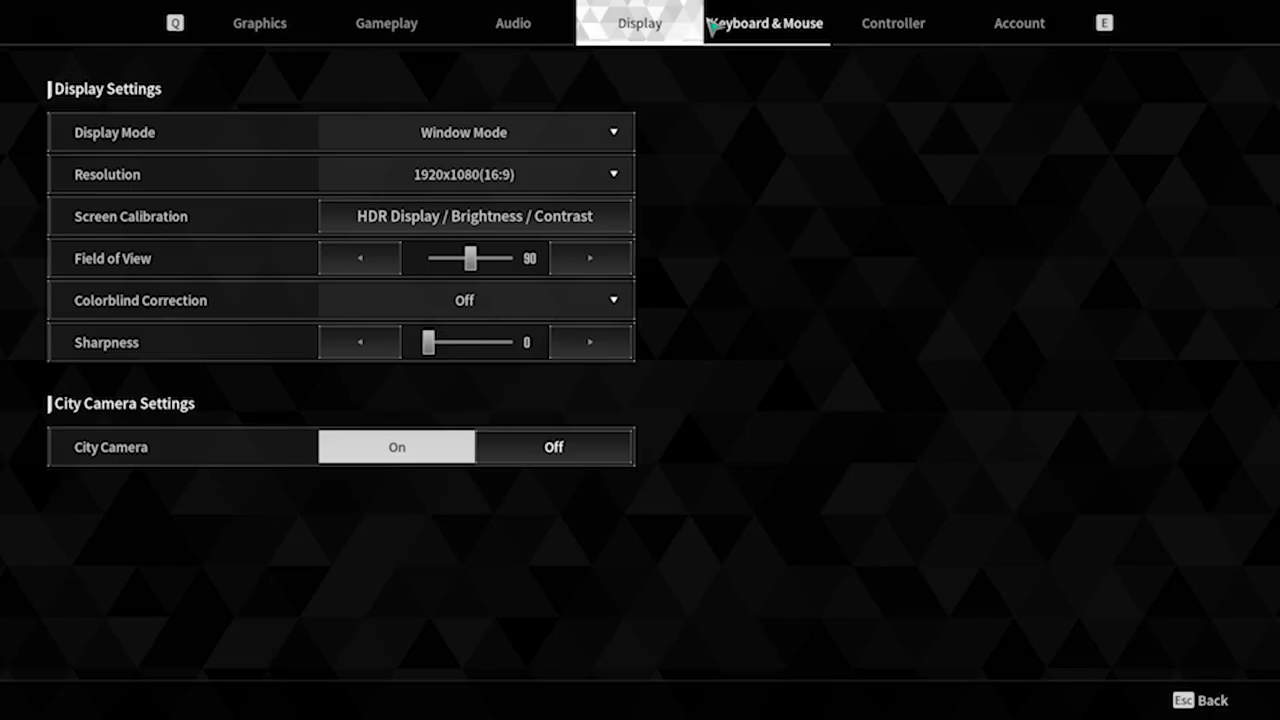 Q Graphics Gameplay Audio Display Keyboard & Mouse Controller Account E
Display Settings
Display Mode Window Mode
Resolution 1920x1080(16:9)
Screen Calibration HDR Display / Brightness / Contrast
Field of View 90
Colorblind Correction Off
Sharpness 0
City Camera Settings
City Camera On Off
Esc Back